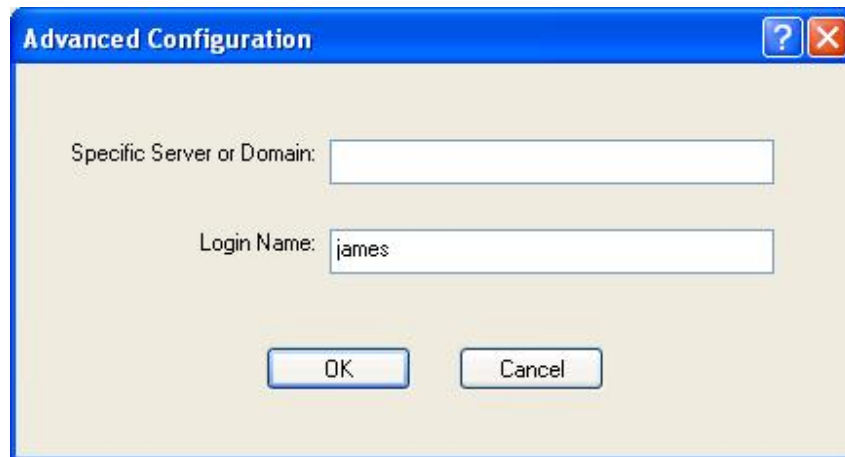 Advanced Configuration
Specific Server or Domain:
Login Name: james
OK Cancel